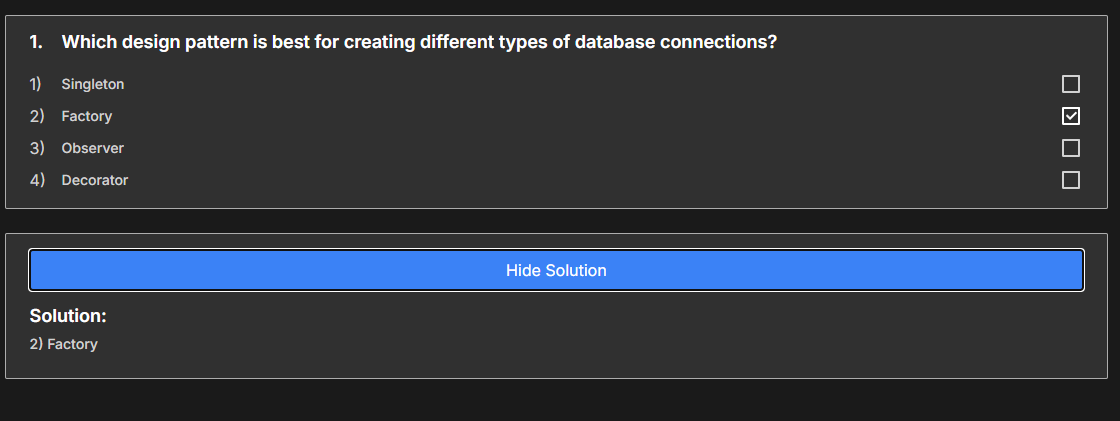 1. Which design pattern is best for creating different types of database connections?
1) Singleton
2) Factory
3) Observer
4) Decorator
Hide Solution
Solution:
2) Factory